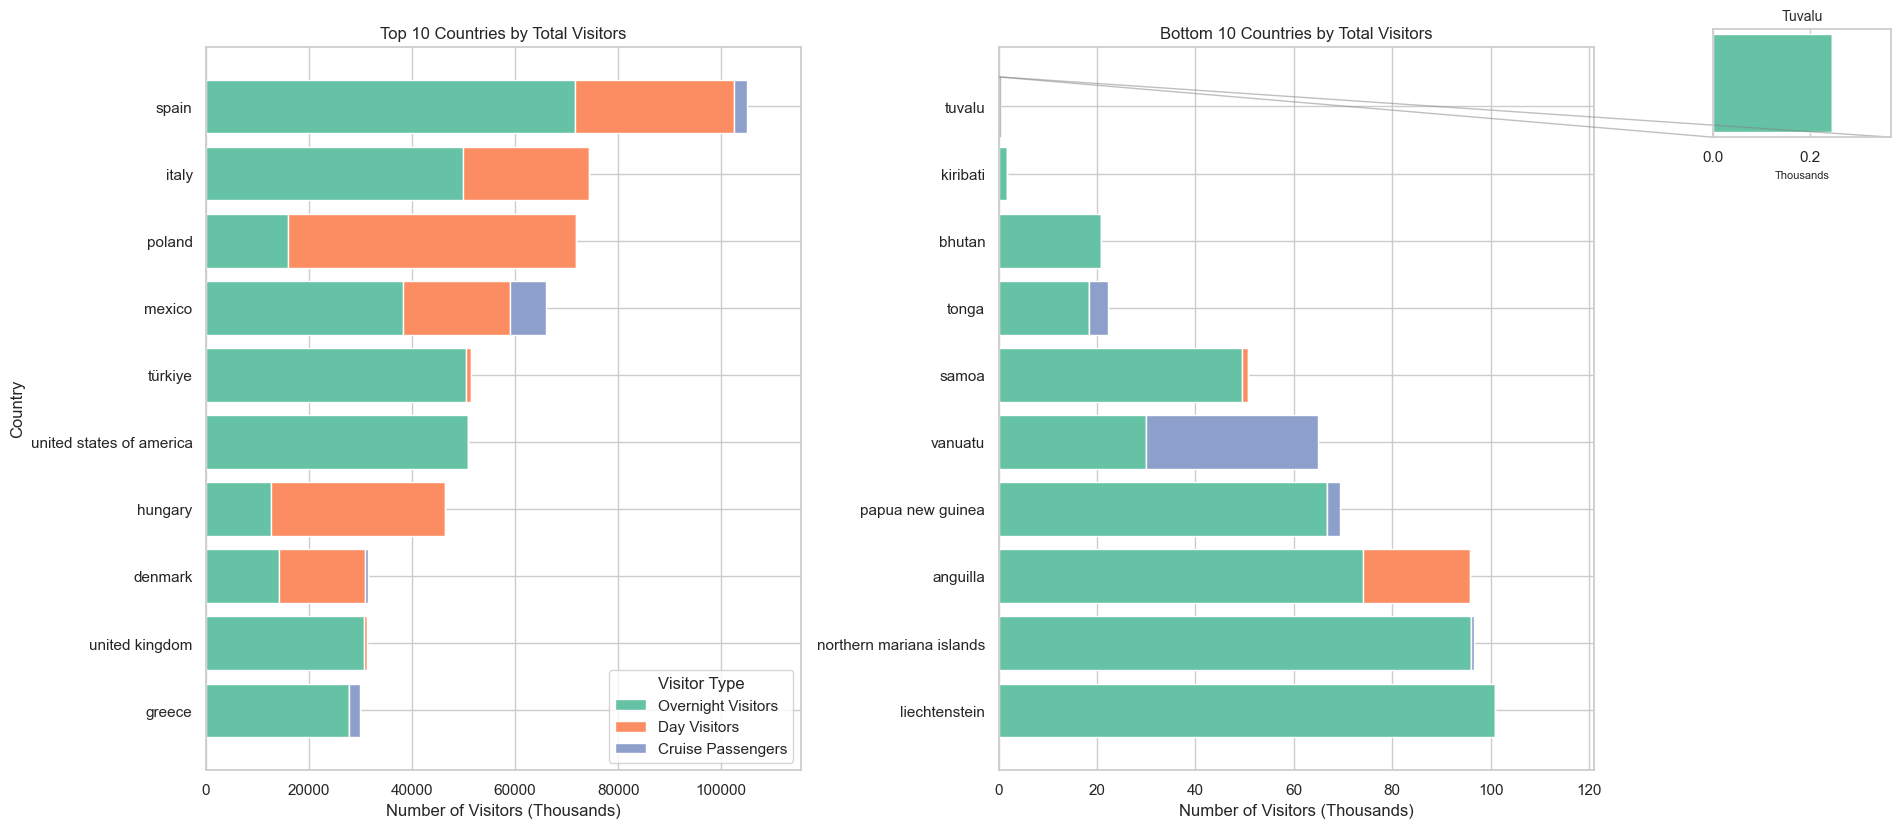 Top 10 Countries by Total Visitors
Country
spain
italy
poland
mexico
türkiye
united states of america
hungary
denmark
united kingdom
greece
0 20000 40000 60000 80000 100000
Number of Visitors (Thousands)
Visitor Type
Overnight Visitors
Day Visitors
Cruise Passengers
Bottom 10 Countries by Total Visitors
tuvalu
kiribati
bhutan
tonga
samoa
vanuatu
papua new guinea
anguilla
northern mariana islands
liechtenstein
0 20 40 60 80 100 120
Number of Visitors (Thousands)
Tuvalu
0.0 0.2
Thousands